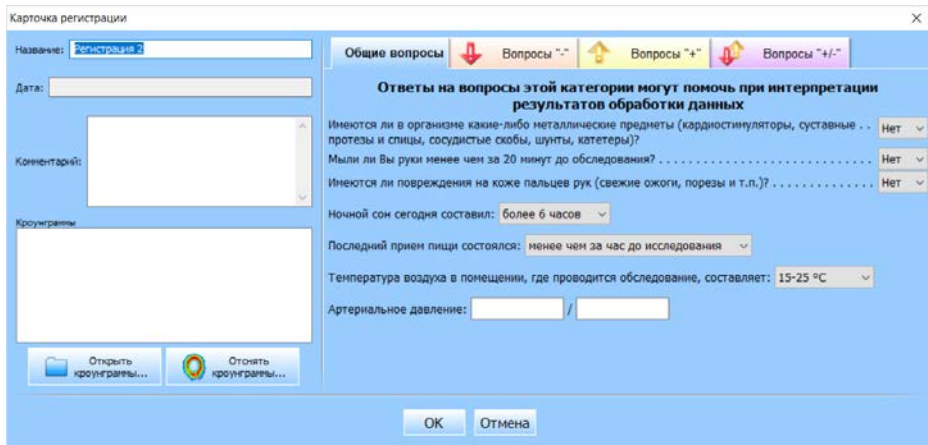 Карточка регистрации
Название: Регистрация 2
Дата:
Комментарий:
Кроунграммы
Открыть
кроунграммы...
Отснять
кроунграммы...
Общие вопросы
Вопросы "-"
Вопросы "+"
Вопросы "+/-"
Ответы на вопросы этой категории могут помочь при интерпретации
результатов обработки данных
Имеются ли в организме какие-либо металлические предметы (кардиостимуляторы, суставные . . Нет
протезы и спицы, сосудистые скобы, шунты, катетеры)?
Мыли ли Вы руки менее чем за 20 минут до обследования? . . . . . . . . . . . . . . . . . . . . . . . . . . . . Нет
Имеются ли повреждения на коже пальцев рук (свежие ожоги, порезы и т.п.)? . . . . . . . . . . . . . . Нет
Ночной сон сегодня составил: более 6 часов
Последний прием пищи состоялся: менее чем за час до исследования
Температура воздуха в помещении, где проводится обследование, составляет: 15-25 ºC
Артериальное давление: /
OK
Отмена